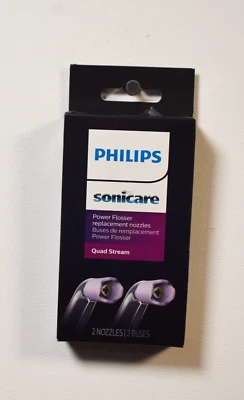 PHILIPS
sonicare
Power Flosser
replacement nozzles
Buses de remplacement
Power Flosser
Quad Stream
2 NOZZLES | 2 BUSES